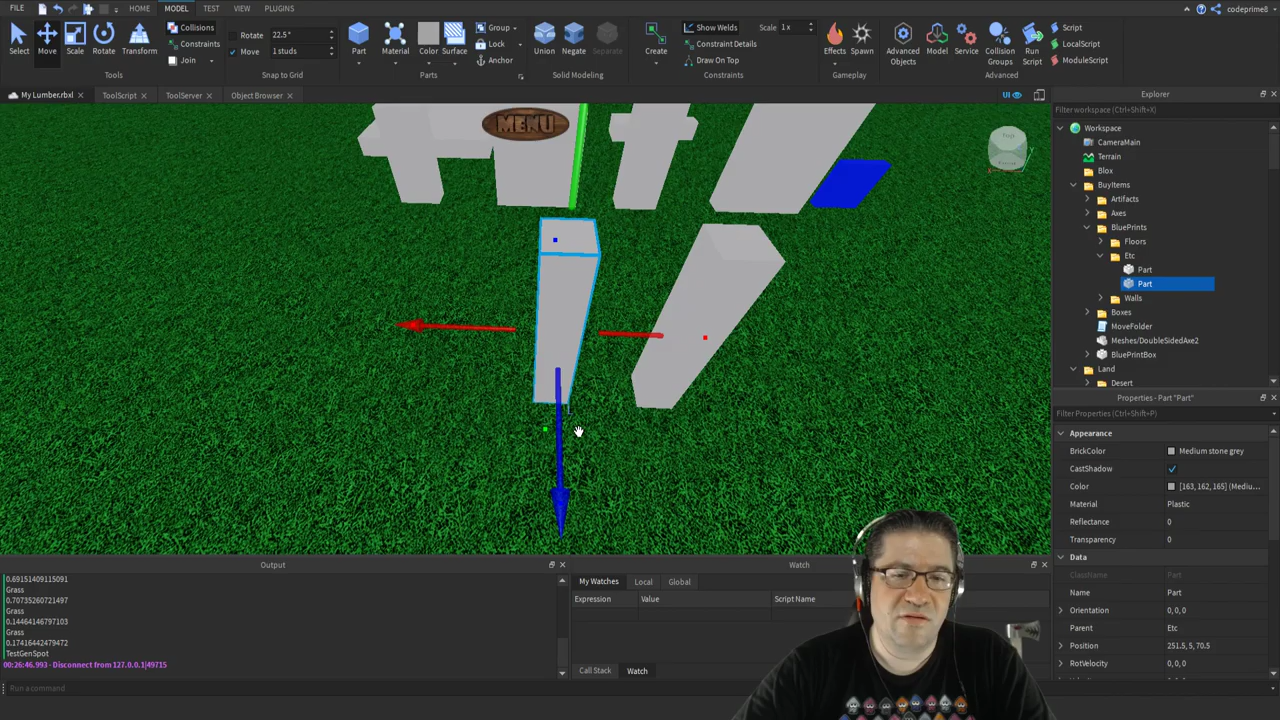 FILE HOME MODEL TEST VIEW PLUGINS codeprime8
Select Move Scale Rotate Transform
Collisions
Constraints
Join
Tools
Rotate 22.5°
Move 1 studs
Snap to Grid
Part Material Color Surface
Group
Lock
Anchor
Parts
Union Negate Separate
Solid Modeling
Create
Show Welds Scale 1x
Constraint Details
Draw On Top
Constraints
Effects Spawn
Gameplay
Advanced Objects
Model
Service
Collision Groups
Run Script
Script
LocalScript
ModuleScript
Advanced
My Lumber.rbxl ToolScript ToolServer Object Browser UI
MENU
Explorer
Filter workspace (Ctrl+Shift+X)
Workspace
CameraMain
Terrain
Blox
BuyItems
Artifacts
Axes
BluePrints
Floors
Etc
Part
Part
Walls
Boxes
MoveFolder
Meshes/DoubleSidedAxe2
BluePrintBox
Land
Desert
Properties - Part "Part"
Filter Properties (Ctrl+Shift+P)
Appearance
BrickColor Medium stone grey
CastShadow
Color [163, 162, 165] (Mediu...
Material Plastic
Reflectance 0
Transparency 0
Data
ClassName Part
Name Part
Orientation 0, 0, 0
Parent Etc
Position 251.5, 5, 70.5
RotVelocity 0, 0, 0
Output
0.69151409115091
Grass
0.70735260721497
Grass
0.14464146797103
Grass
0.17416442479472
TestGenSpot
00:26:46.993 - Disconnect from 127.0.0.1|49715
Watch
My Watches Local Global
Expression Value Script Name
Call Stack Watch
Run a command